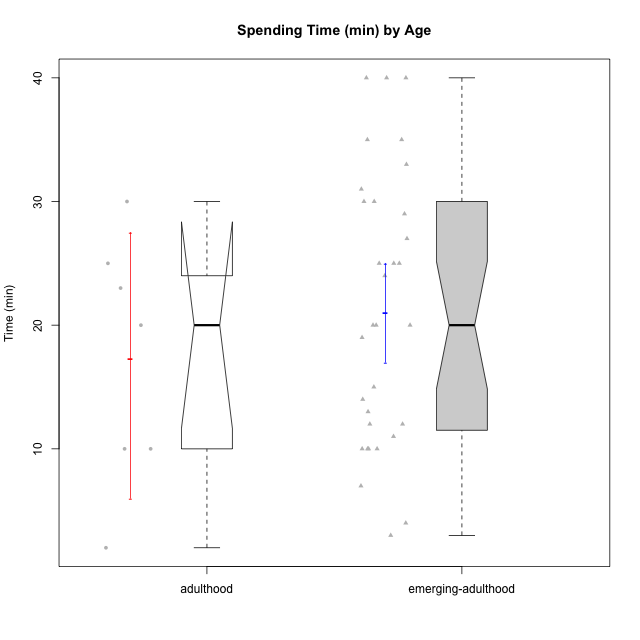 Spending Time (min) by Age
40
30
20
10
Time (min)
adulthood
emerging-adulthood